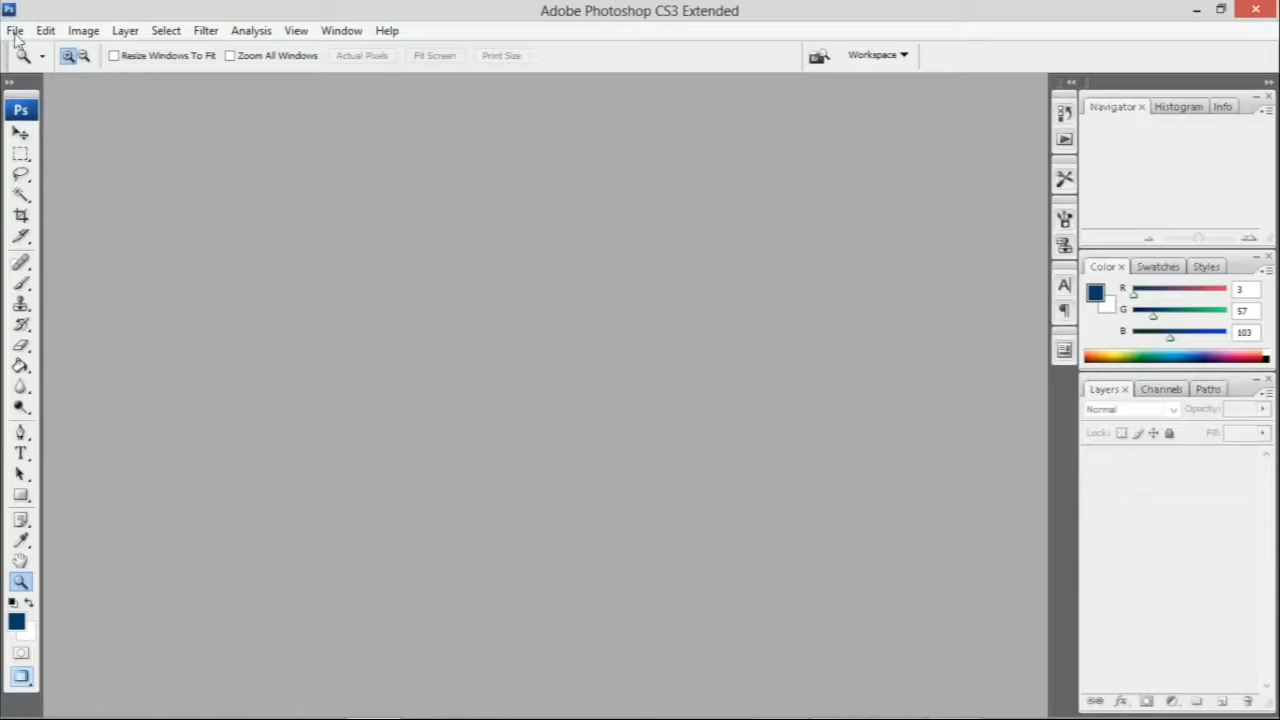 Ps
Adobe Photoshop CS3 Extended
File Edit Image Layer Select Filter Analysis View Window Help
Resize Windows To Fit Zoom All Windows Actual Pixels Fit Screen Print Size Workspace
Ps
Navigator Histogram Info
Color Swatches Styles
R 3
G 57
B 103
Layers Channels Paths
Normal Opacity:
Lock: Fill: